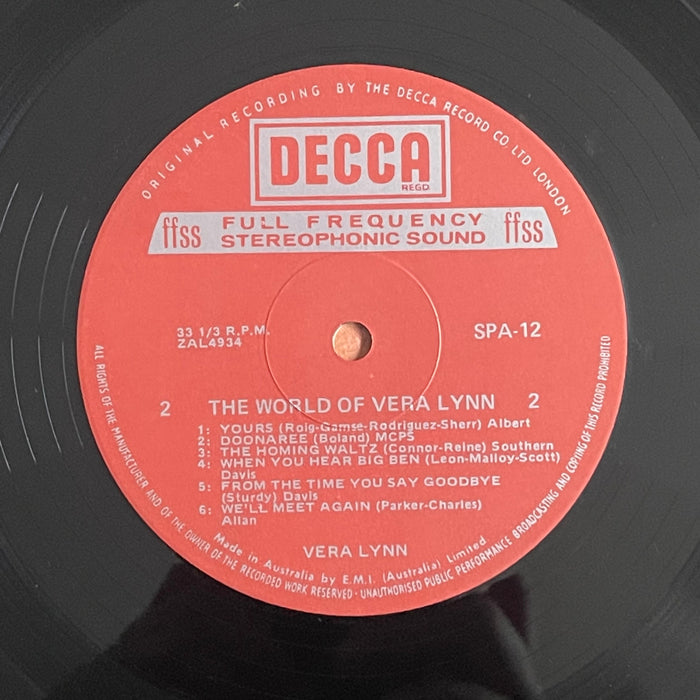 ORIGINAL RECORDING BY THE DECCA RECORD CO. LTD. LONDON
DECCA
REGD.
ffss FULL FREQUENCY ffss
STEREOPHONIC SOUND
33 1/3 R.P.M.
ZAL4934
SPA-12
2 THE WORLD OF VERA LYNN 2
1: YOURS (Roig-Gamse-Rodriguez-Sherr) Albert
2: DOONAREE (Boland) MCPS
3: THE HOMING WALTZ (Connor-Reine) Southern
4: WHEN YOU HEAR BIG BEN (Leon-Malloy-Scott)
Davis
5: FROM THE TIME YOU SAY GOODBYE
(Sturdy) Davis
6: WE'LL MEET AGAIN (Parker-Charles)
Allan
VERA LYNN
Made in Australia by E.M.I. (Australia) Limited
ALL RIGHTS OF THE MANUFACTURER AND OF THE OWNER OF THE RECORDED WORK RESERVED · UNAUTHORISED PUBLIC PERFORMANCE BROADCASTING AND COPYING OF THIS RECORD PROHIBITED